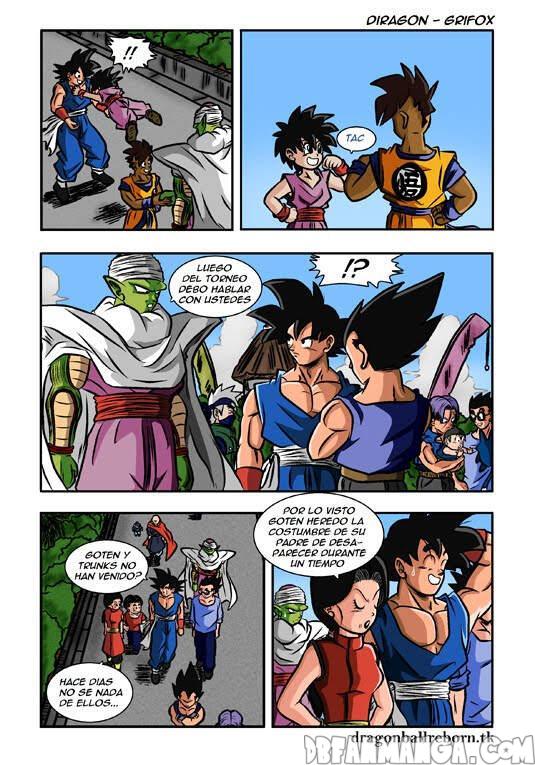 DIRAGON - GRIFOX
!!
TAC
悟
LUEGO
DEL TORNEO
DEBO HABLAR
CON USTEDES
!?
GOTEN Y
TRUNKS NO
HAN VENIDO?
HACE DIAS
NO SE NADA
DE ELLOS...
POR LO VISTO
GOTEN HEREDO LA
COSTUMBRE DE SU
PADRE DE DESA-
PARECER DURANTE
UN TIEMPO
dragonballreborn.tk
DBFANMANGA.COM